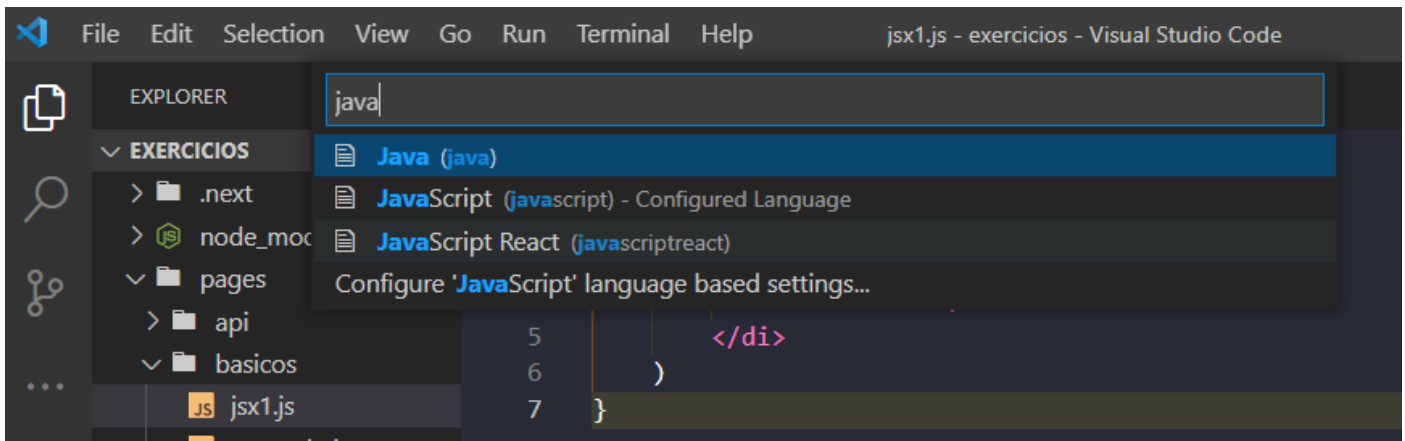 File Edit Selection View Go Run Terminal Help jsx1.js - exercicios - Visual Studio Code
EXPLORER
java
EXERCICIOS
Java (java)
.next
JavaScript (javascript) - Configured Language
JS node_moc
JavaScript React (javascriptreact)
pages
Configure 'JavaScript' language based settings...
api
5 </di>
basicos
6 )
JS jsx1.js
7 }